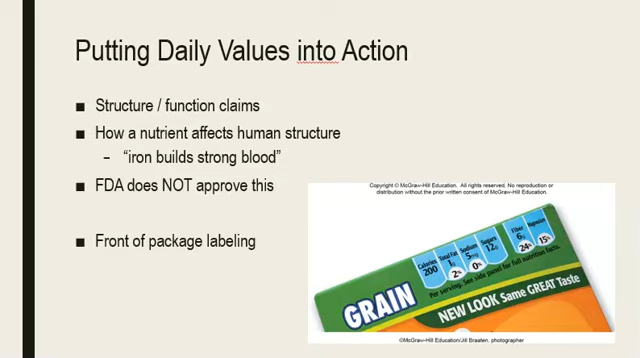 Putting Daily Values into Action
■ Structure / function claims
■ How a nutrient affects human structure
– “iron builds strong blood”
■ FDA does NOT approve this
■ Front of package labeling
Copyright © McGraw-Hill Education. All rights reserved. No reproduction or
distribution without the prior written consent of McGraw-Hill Education.
Calories
200
Total Fat
1g
2%
Sodium
5mg
0%
Sugars
12g
Fiber
6g
24%
Magnesium
15%
Per serving. See side panel for full nutrition facts.
GRAIN
NEW LOOK Same GREAT Taste
©McGraw-Hill Education/Jill Braaten, photographer